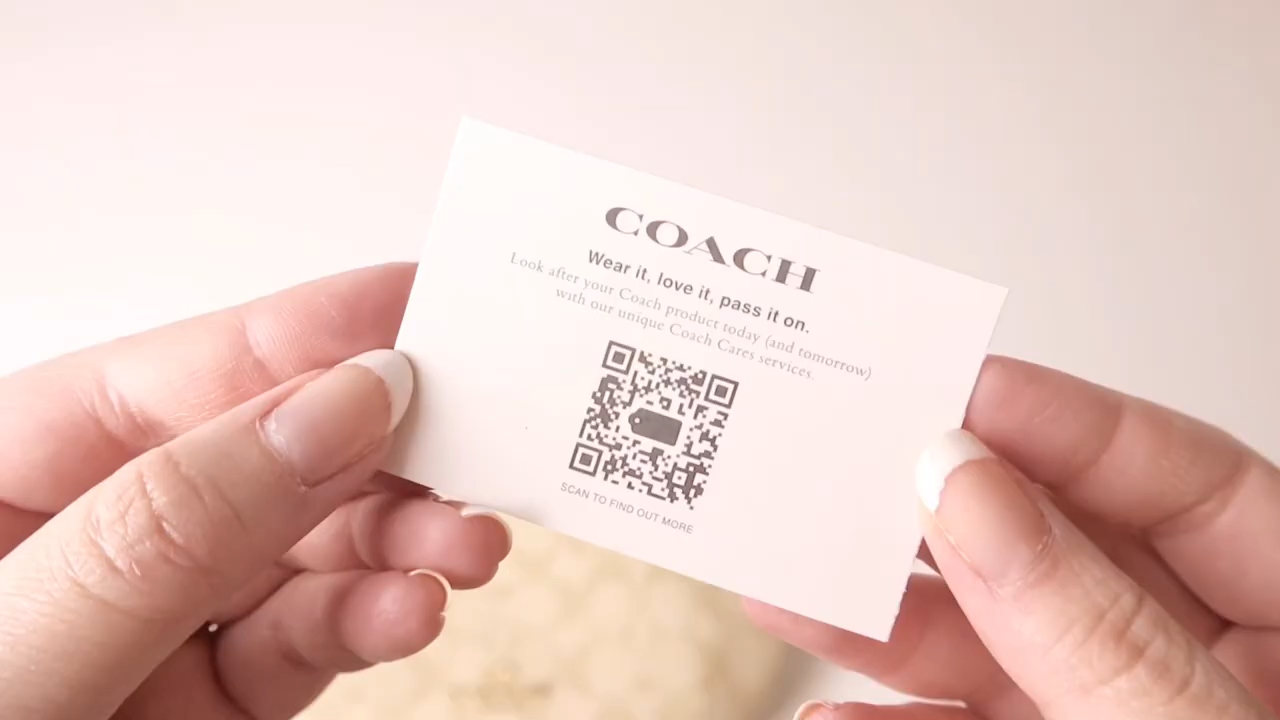 COACH
Wear it, love it, pass it on.
Look after your Coach product today (and tomorrow)
with our unique Coach Cares services.
SCAN TO FIND OUT MORE